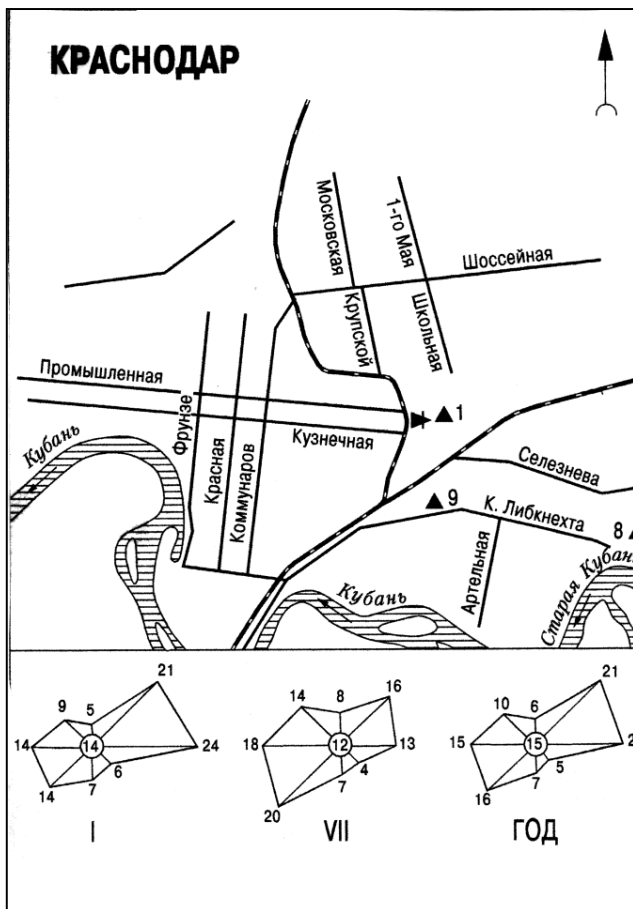 КРАСНОДАР
Московская
1-го Мая
Шоссейная
Крупской
Школьная
Промышленная
Фрунзе
Красная
Коммунаров
Кузнечная
1
Кубань
Селезнева
9
К. Либкнехта
8
Артельная
Кубань
Старая Кубань
21
9
5
14
14
24
14
7
6
I
14
8
16
18
12
13
20
7
4
VII
21
10
6
15
15
16
7
5
ГОД